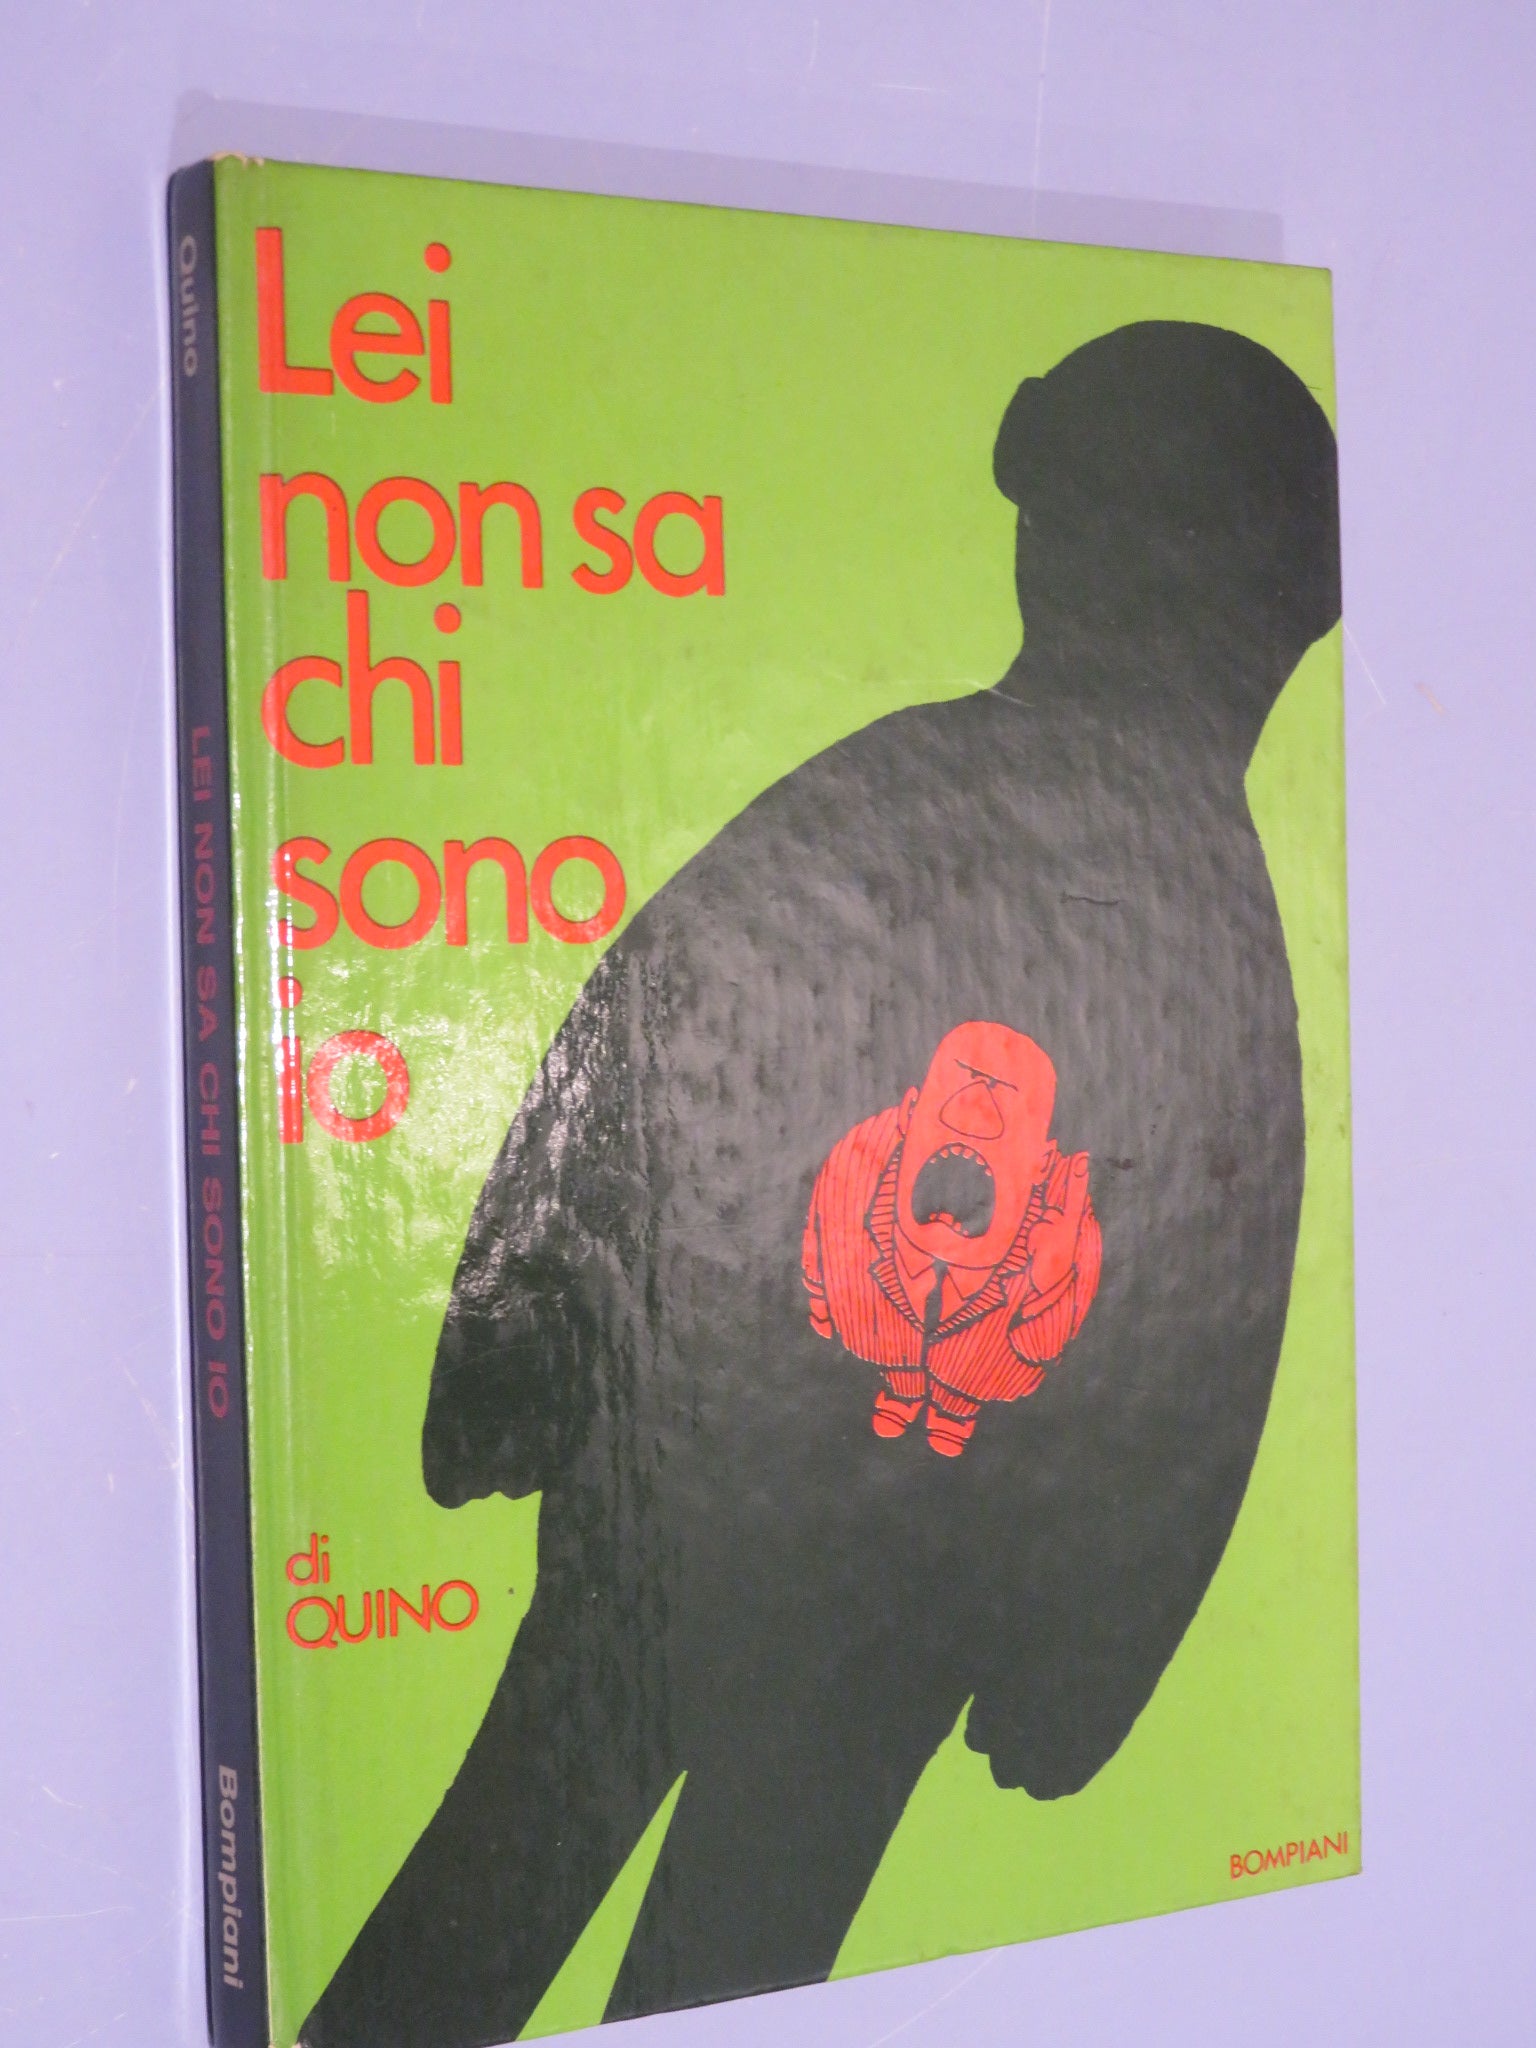 Lei
non sa
chi
sono
io
di
QUINO
BOMPIANI
Quino
LEI NON SA CHI SONO IO
Bompiani